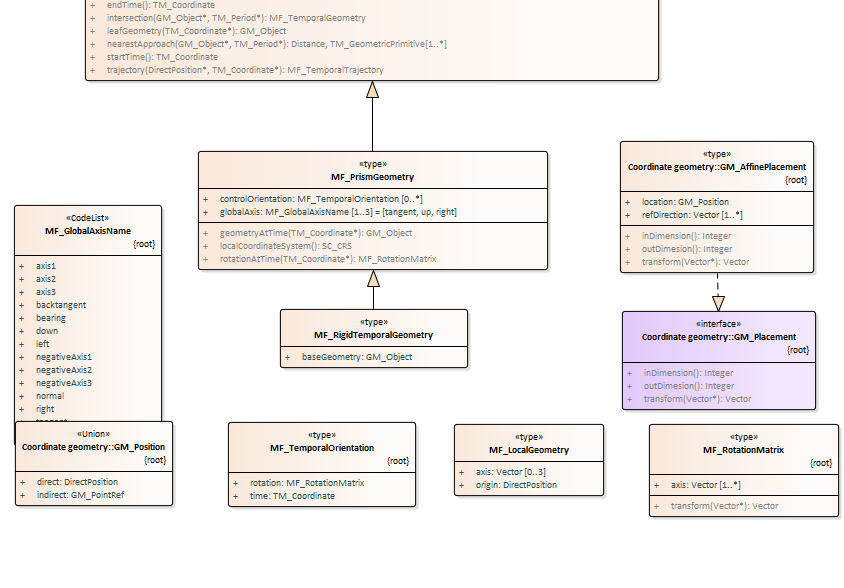 + endTime(): TM_Coordinate
+ intersection(GM_Object*, TM_Period*): MF_TemporalGeometry
+ leafGeometry(TM_Coordinate*): GM_Object
+ nearestApproach(GM_Object*, TM_Period*): Distance, TM_GeometricPrimitive[1..*]
+ startTime(): TM_Coordinate
+ trajectory(DirectPosition*, TM_Coordinate*): MF_TemporalTrajectory
«type»
MF_PrismGeometry
+ controlOrientation: MF_TemporalOrientation [0..*]
+ globalAxis: MF_GlobalAxisName [1..3] = [tangent, up, right]
+ geometryAtTime(TM_Coordinate*): GM_Object
+ localCoordinateSystem(): SC_CRS
+ rotationAtTime(TM_Coordinate*): MF_RotationMatrix
«type»
Coordinate geometry::GM_AffinePlacement
{root}
+ location: GM_Position
+ refDirection: Vector [1..*]
+ inDimension(): Integer
+ outDimesion(): Integer
+ transform(Vector*): Vector
«CodeList»
MF_GlobalAxisName
{root}
+ axis1
+ axis2
+ axis3
+ backtangent
+ bearing
+ down
+ left
+ negativeAxis1
+ negativeAxis2
+ negativeAxis3
+ normal
+ right
«type»
MF_RigidTemporalGeometry
+ baseGeometry: GM_Object
«interface»
Coordinate geometry::GM_Placement
{root}
+ inDimension(): Integer
+ outDimesion(): Integer
+ transform(Vector*): Vector
«Union»
Coordinate geometry::GM_Position
{root}
+ direct: DirectPosition
+ indirect: GM_PointRef
«type»
MF_TemporalOrientation
{root}
+ rotation: MF_RotationMatrix
+ time: TM_Coordinate
«type»
MF_LocalGeometry
+ axis: Vector [0..3]
+ origin: DirectPosition
«type»
MF_RotationMatrix
{root}
+ axis: Vector [1..*]
+ transform(Vector*): Vector